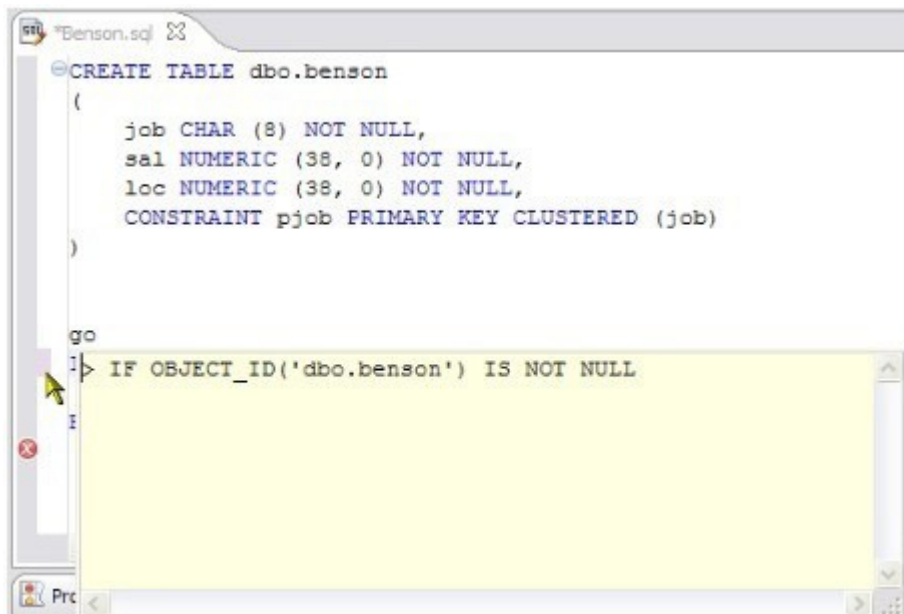 *Benson.sql
CREATE TABLE dbo.benson
(
job CHAR (8) NOT NULL,
sal NUMERIC (38, 0) NOT NULL,
loc NUMERIC (38, 0) NOT NULL,
CONSTRAINT pjob PRIMARY KEY CLUSTERED (job)
)
go
> IF OBJECT_ID('dbo.benson') IS NOT NULL